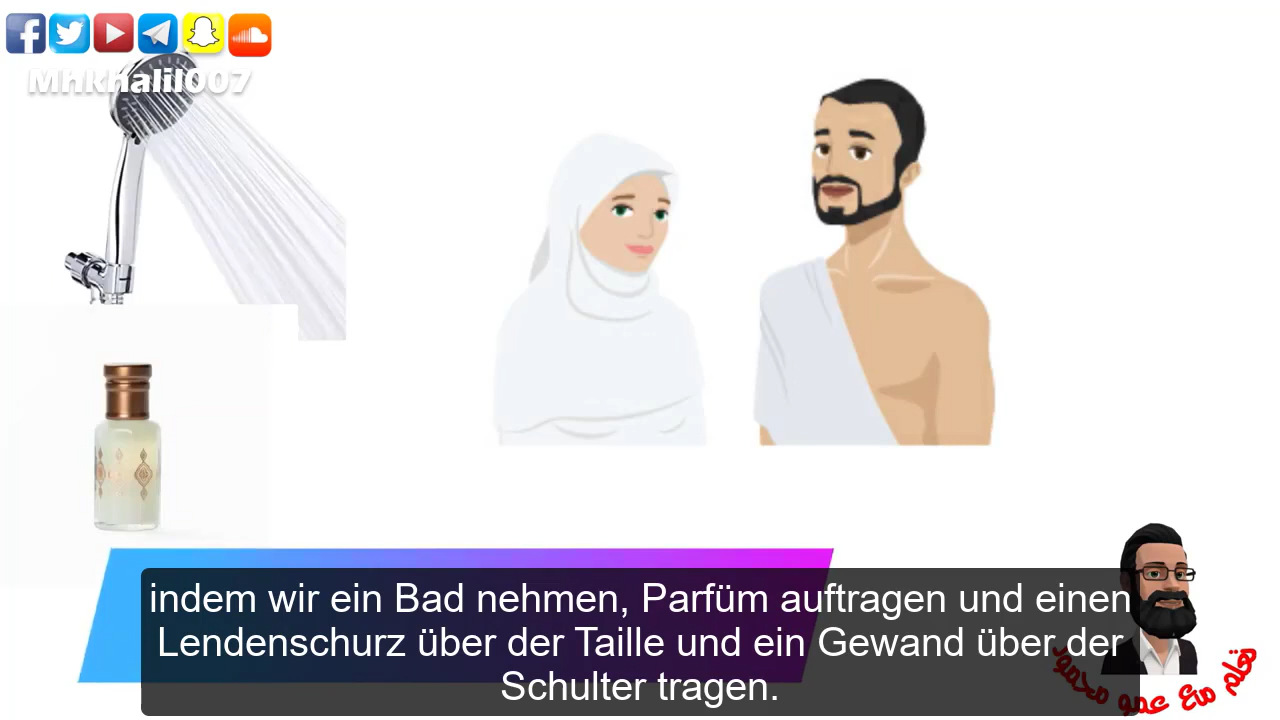 Mhkhalil007
indem wir ein Bad nehmen, Parfüm auftragen und einen
Lendenschurz über der Taille und ein Gewand über der
Schulter tragen.
تعلم مع عمو محمود